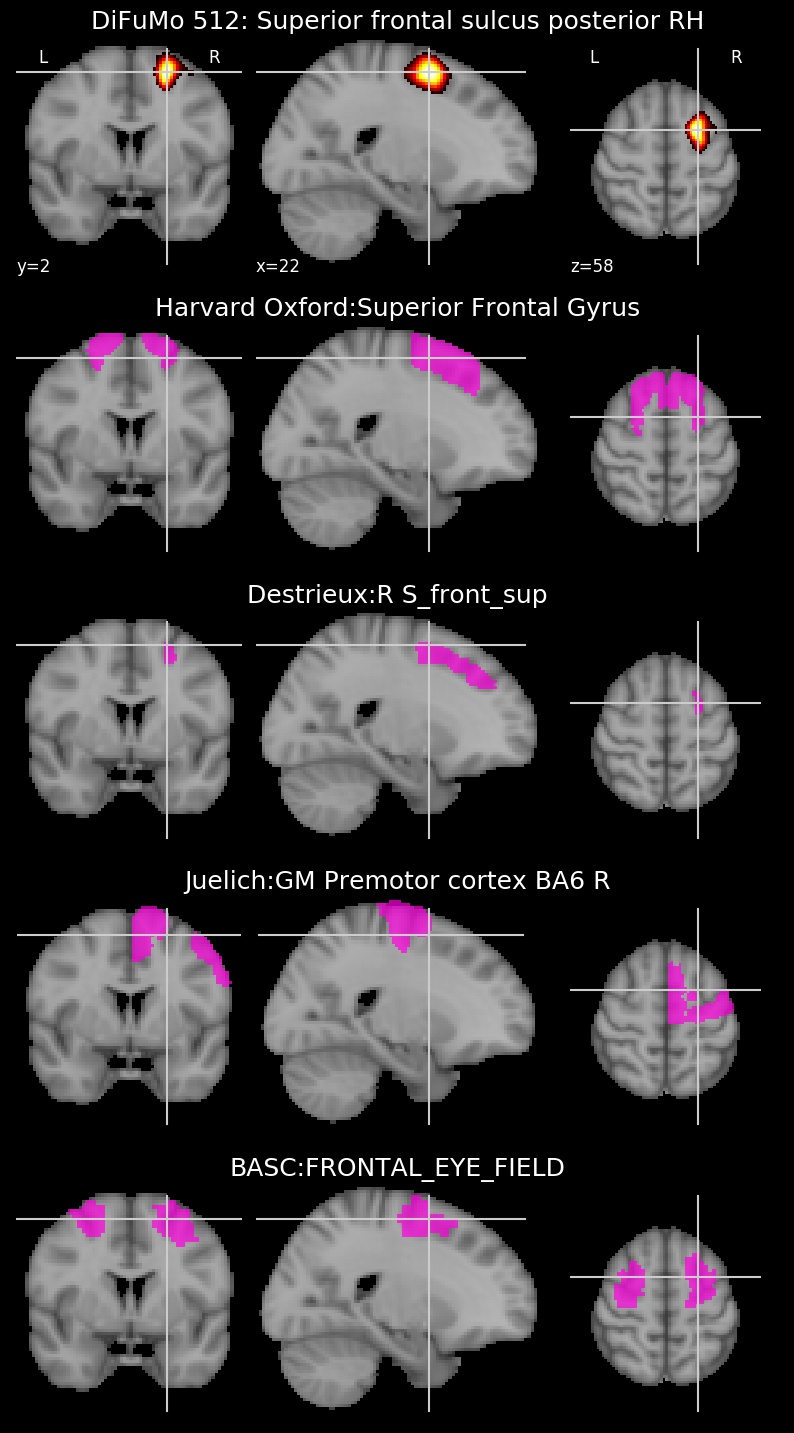 DiFuMo 512: Superior frontal sulcus posterior RH
L R L R
y=2 x=22 z=58
Harvard Oxford:Superior Frontal Gyrus
Destrieux:R S_front_sup
Juelich:GM Premotor cortex BA6 R
BASC:FRONTAL_EYE_FIELD